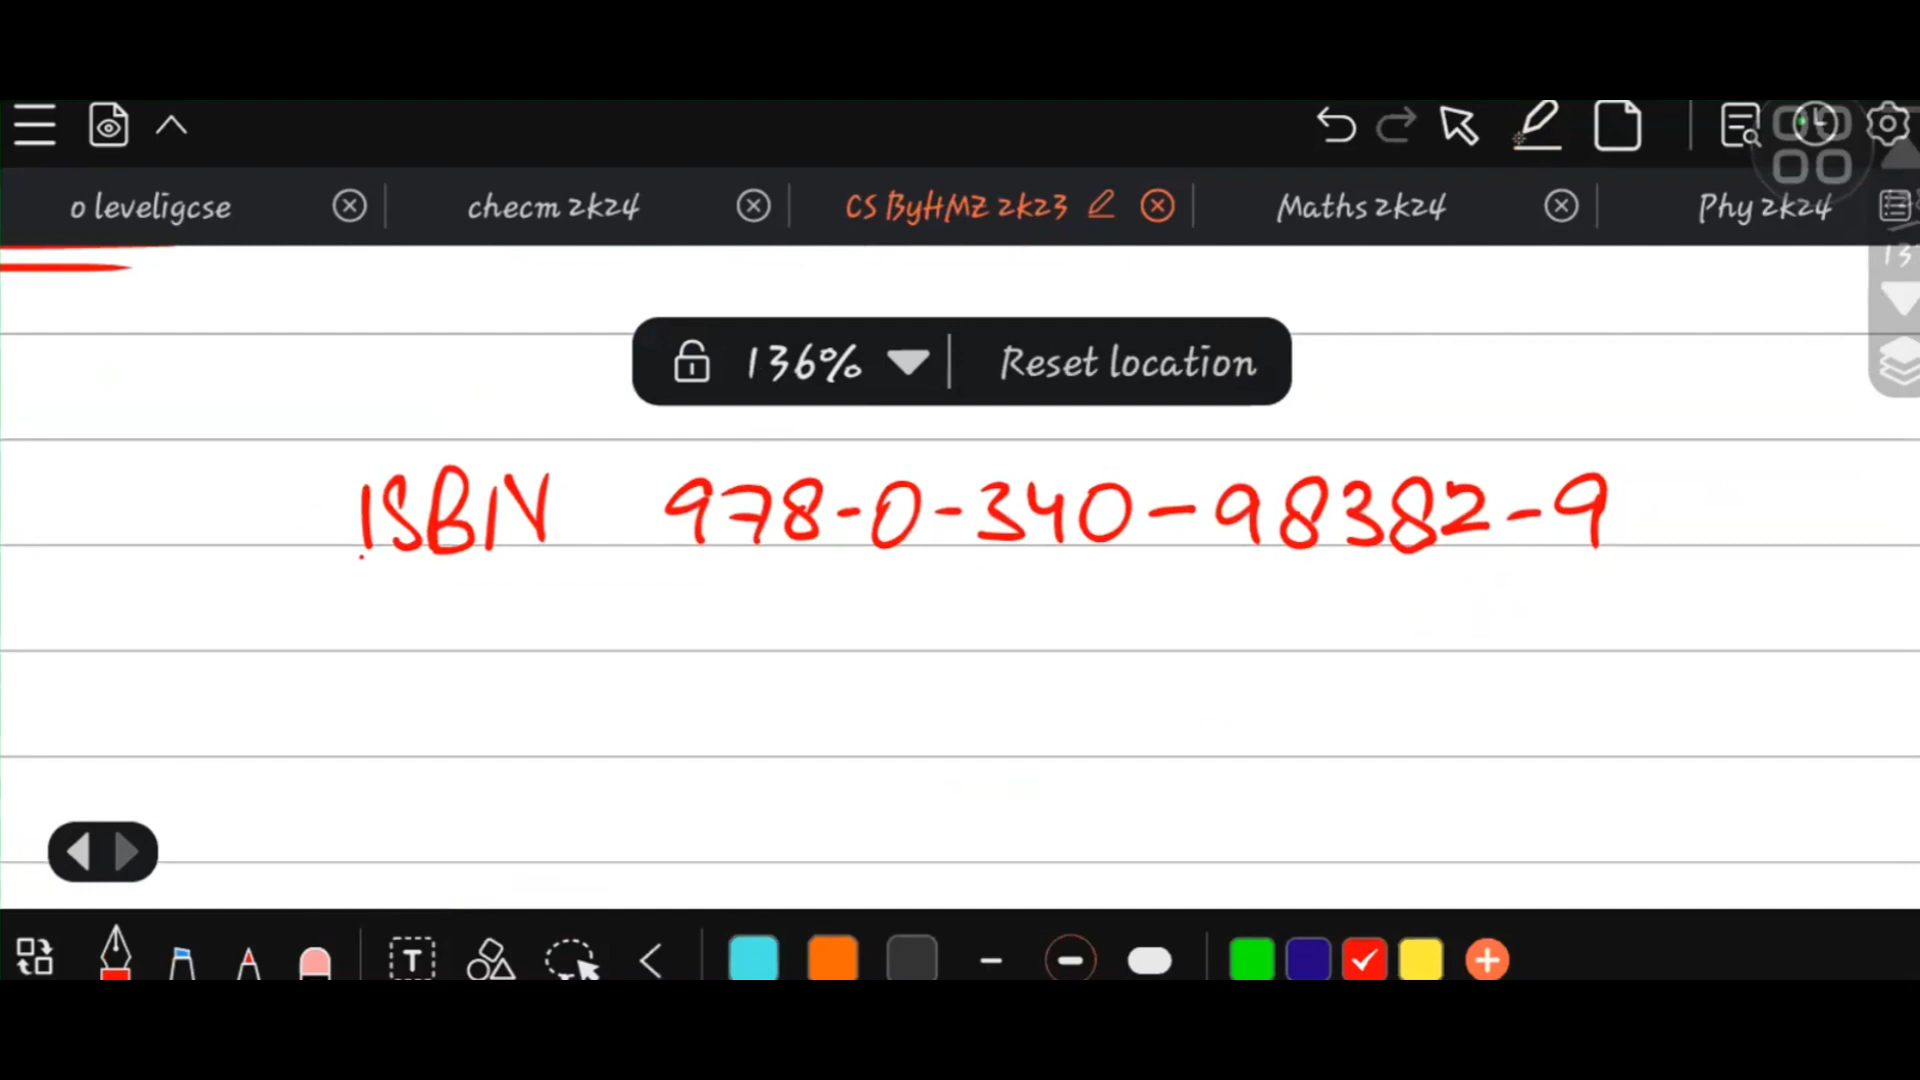 o leveligcse
checm 2k24
CS ByHMZ 2k23
Maths 2k24
Phy 2k24
13
136%
Reset location
ISBN 978-0-340-98382-9
T